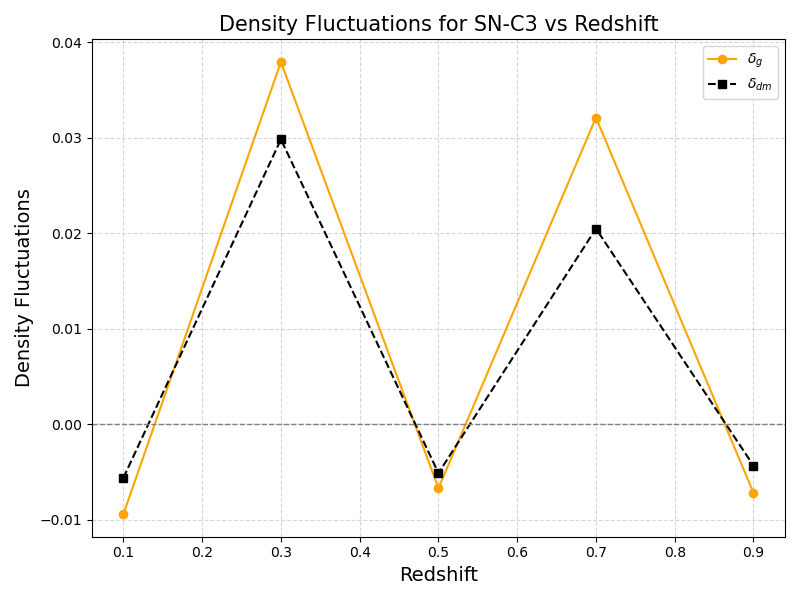 Density Fluctuations for SN-C3 vs Redshift
δg
δdm
Density Fluctuations
0.04
0.03
0.02
0.01
0.00
−0.01
0.1 0.2 0.3 0.4 0.5 0.6 0.7 0.8 0.9
Redshift